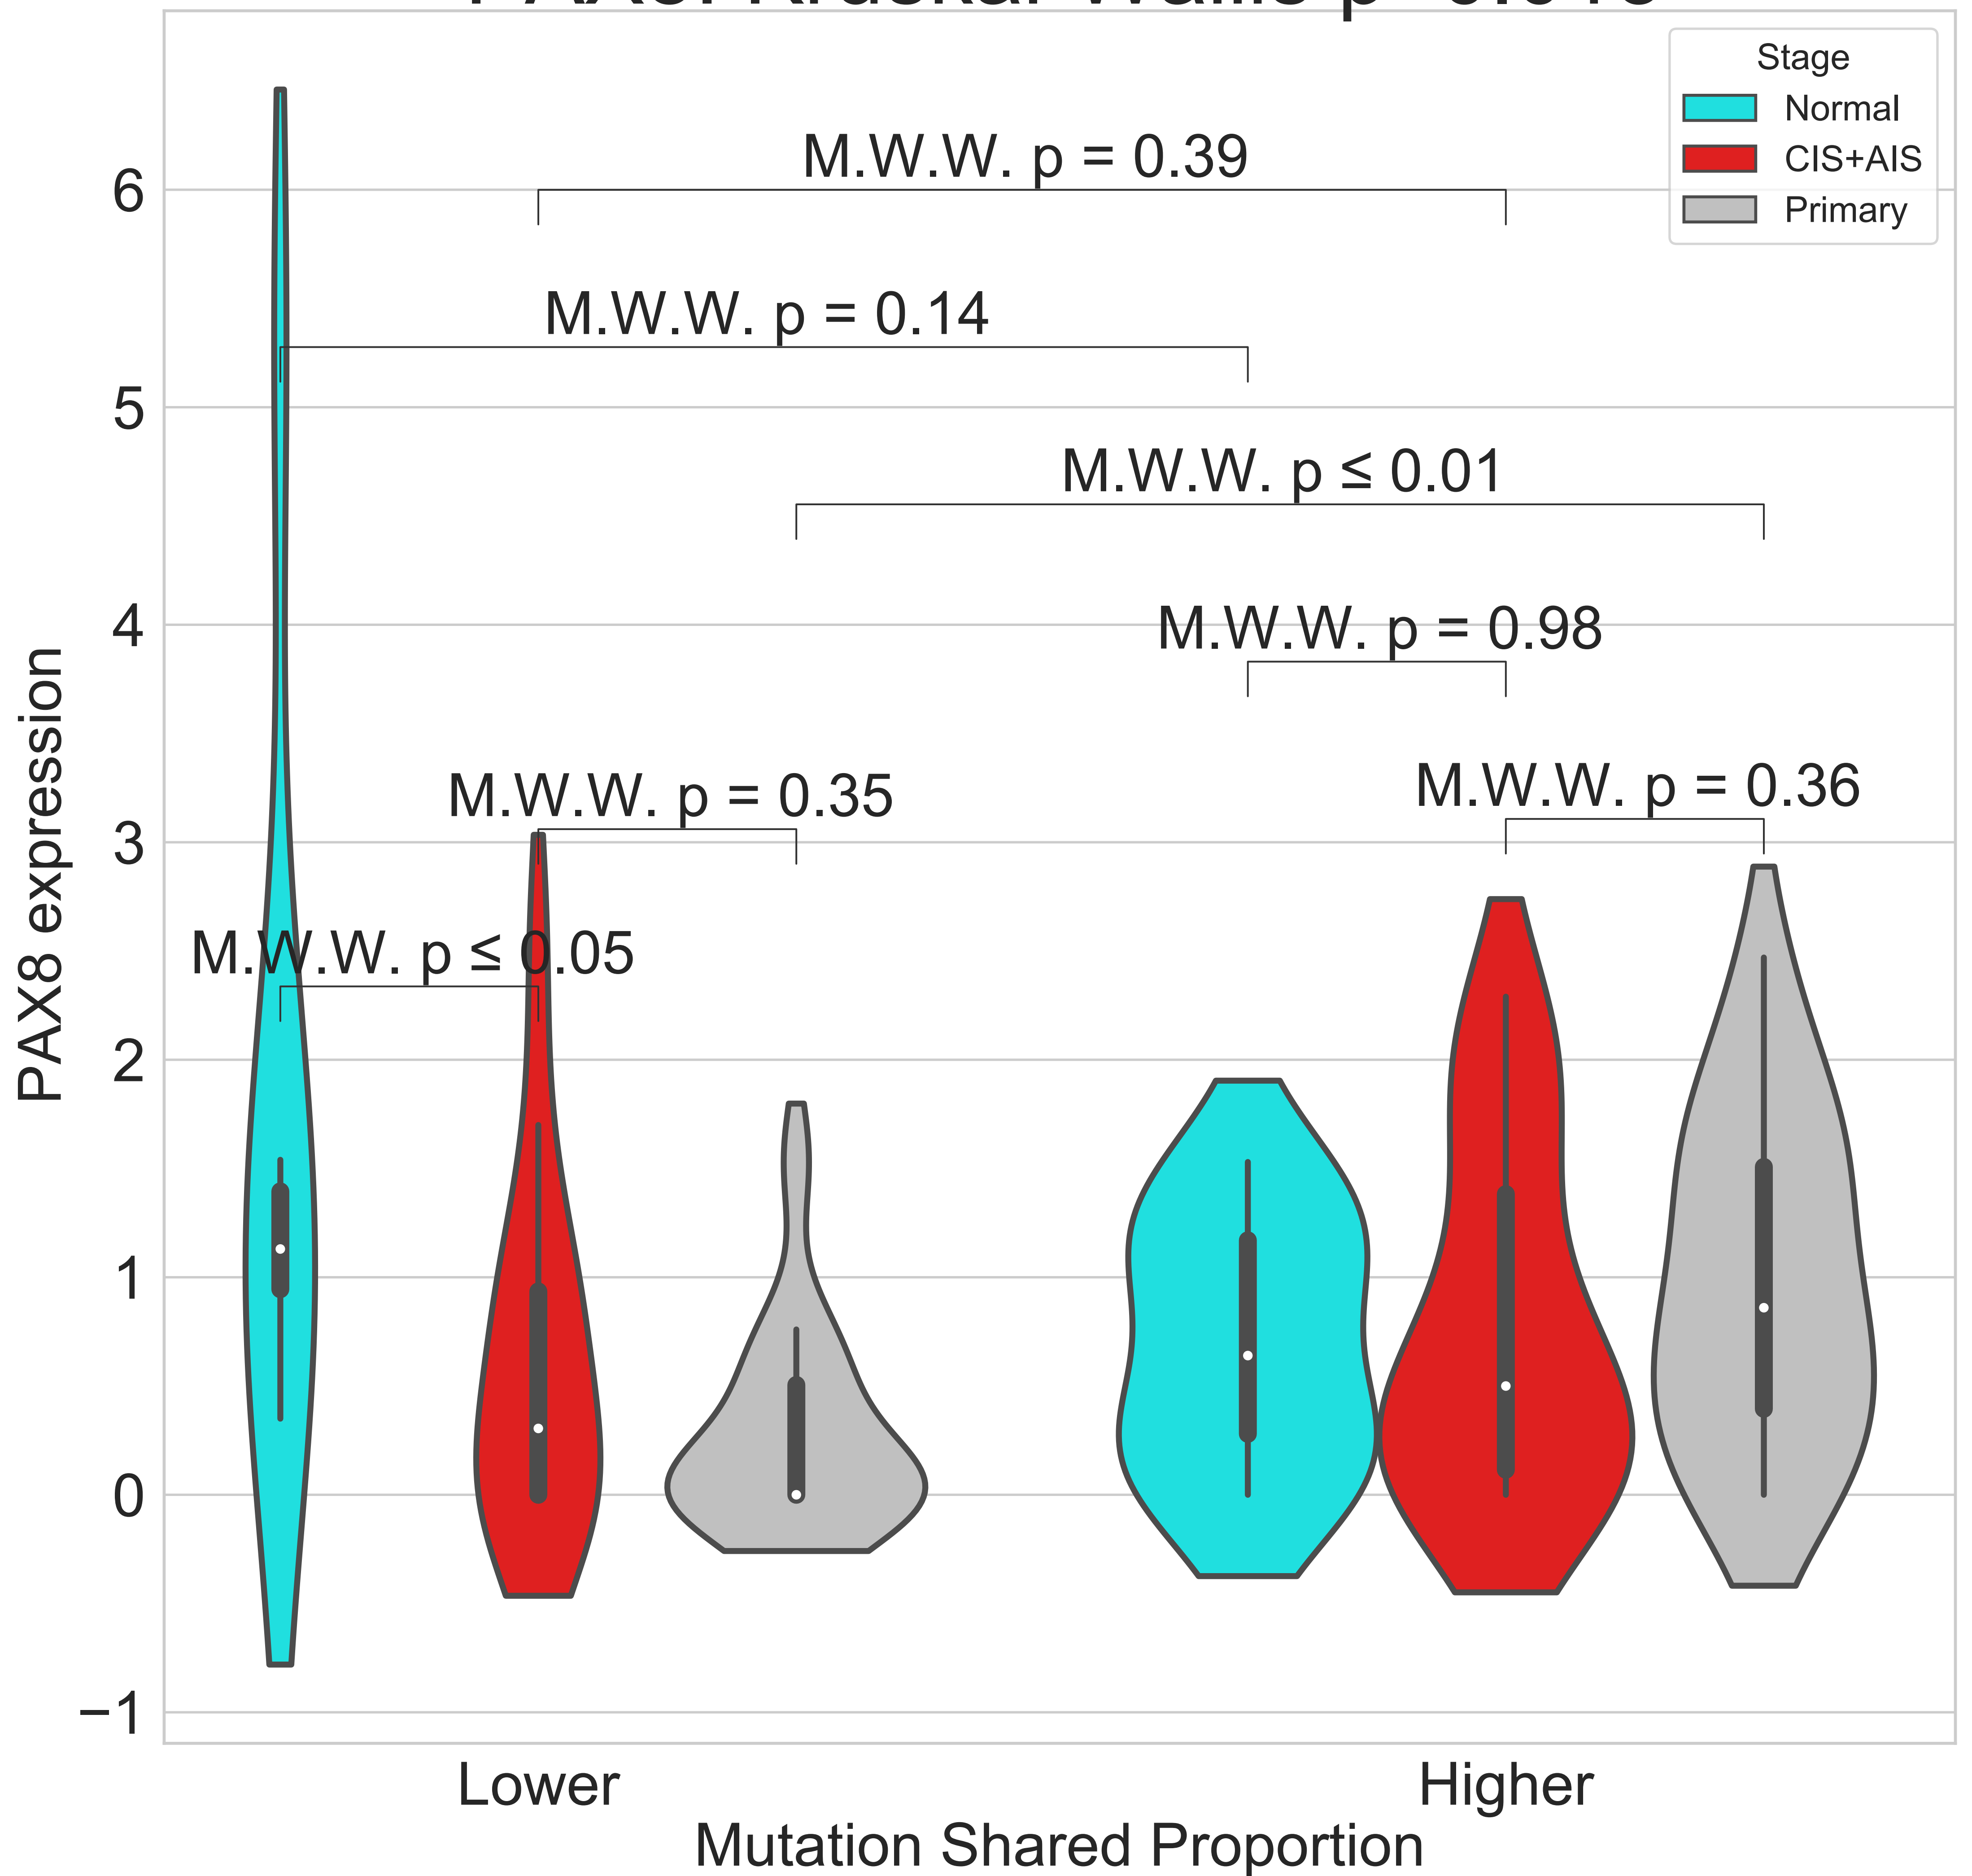 Stage
Normal
CIS+AIS
Primary
M.W.W. p = 0.39
M.W.W. p = 0.14
M.W.W. p ≤ 0.01
M.W.W. p = 0.98
M.W.W. p = 0.35
M.W.W. p = 0.36
M.W.W. p ≤ 0.05
6
5
4
3
2
1
0
−1
PAX8 expression
Lower
Higher
Mutation Shared Proportion